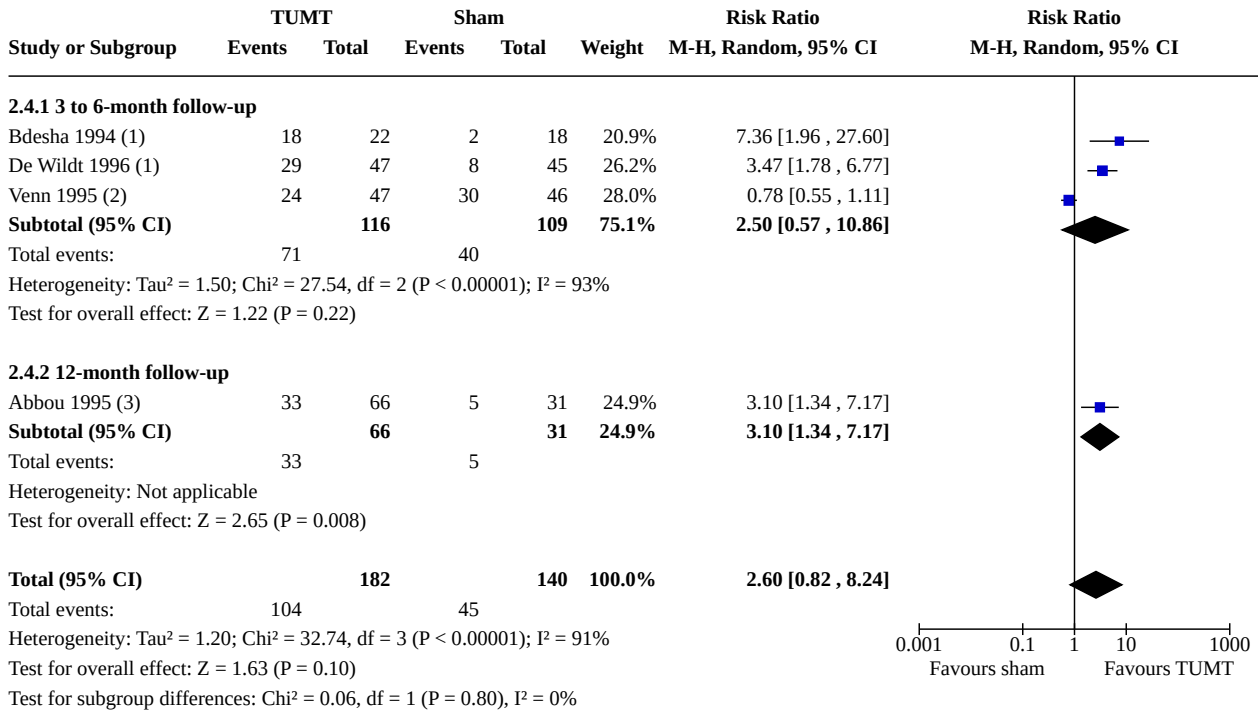 TUMT Sham Risk Ratio Risk Ratio
Study or Subgroup Events Total Events Total Weight M-H, Random, 95% CI M-H, Random, 95% CI
2.4.1 3 to 6-month follow-up
Bdesha 1994 (1) 18 22 2 18 20.9% 7.36 [1.96 , 27.60]
De Wildt 1996 (1) 29 47 8 45 26.2% 3.47 [1.78 , 6.77]
Venn 1995 (2) 24 47 30 46 28.0% 0.78 [0.55 , 1.11]
Subtotal (95% CI) 116 109 75.1% 2.50 [0.57 , 10.86]
Total events: 71 40
Heterogeneity: Tau² = 1.50; Chi² = 27.54, df = 2 (P < 0.00001); I² = 93%
Test for overall effect: Z = 1.22 (P = 0.22)
2.4.2 12-month follow-up
Abbou 1995 (3) 33 66 5 31 24.9% 3.10 [1.34 , 7.17]
Subtotal (95% CI) 66 31 24.9% 3.10 [1.34 , 7.17]
Total events: 33 5
Heterogeneity: Not applicable
Test for overall effect: Z = 2.65 (P = 0.008)
Total (95% CI) 182 140 100.0% 2.60 [0.82 , 8.24]
Total events: 104 45
Heterogeneity: Tau² = 1.20; Chi² = 32.74, df = 3 (P < 0.00001); I² = 91%
0.001 0.1 1 10 1000
Test for overall effect: Z = 1.63 (P = 0.10) Favours sham Favours TUMT
Test for subgroup differences: Chi² = 0.06, df = 1 (P = 0.80), I² = 0%